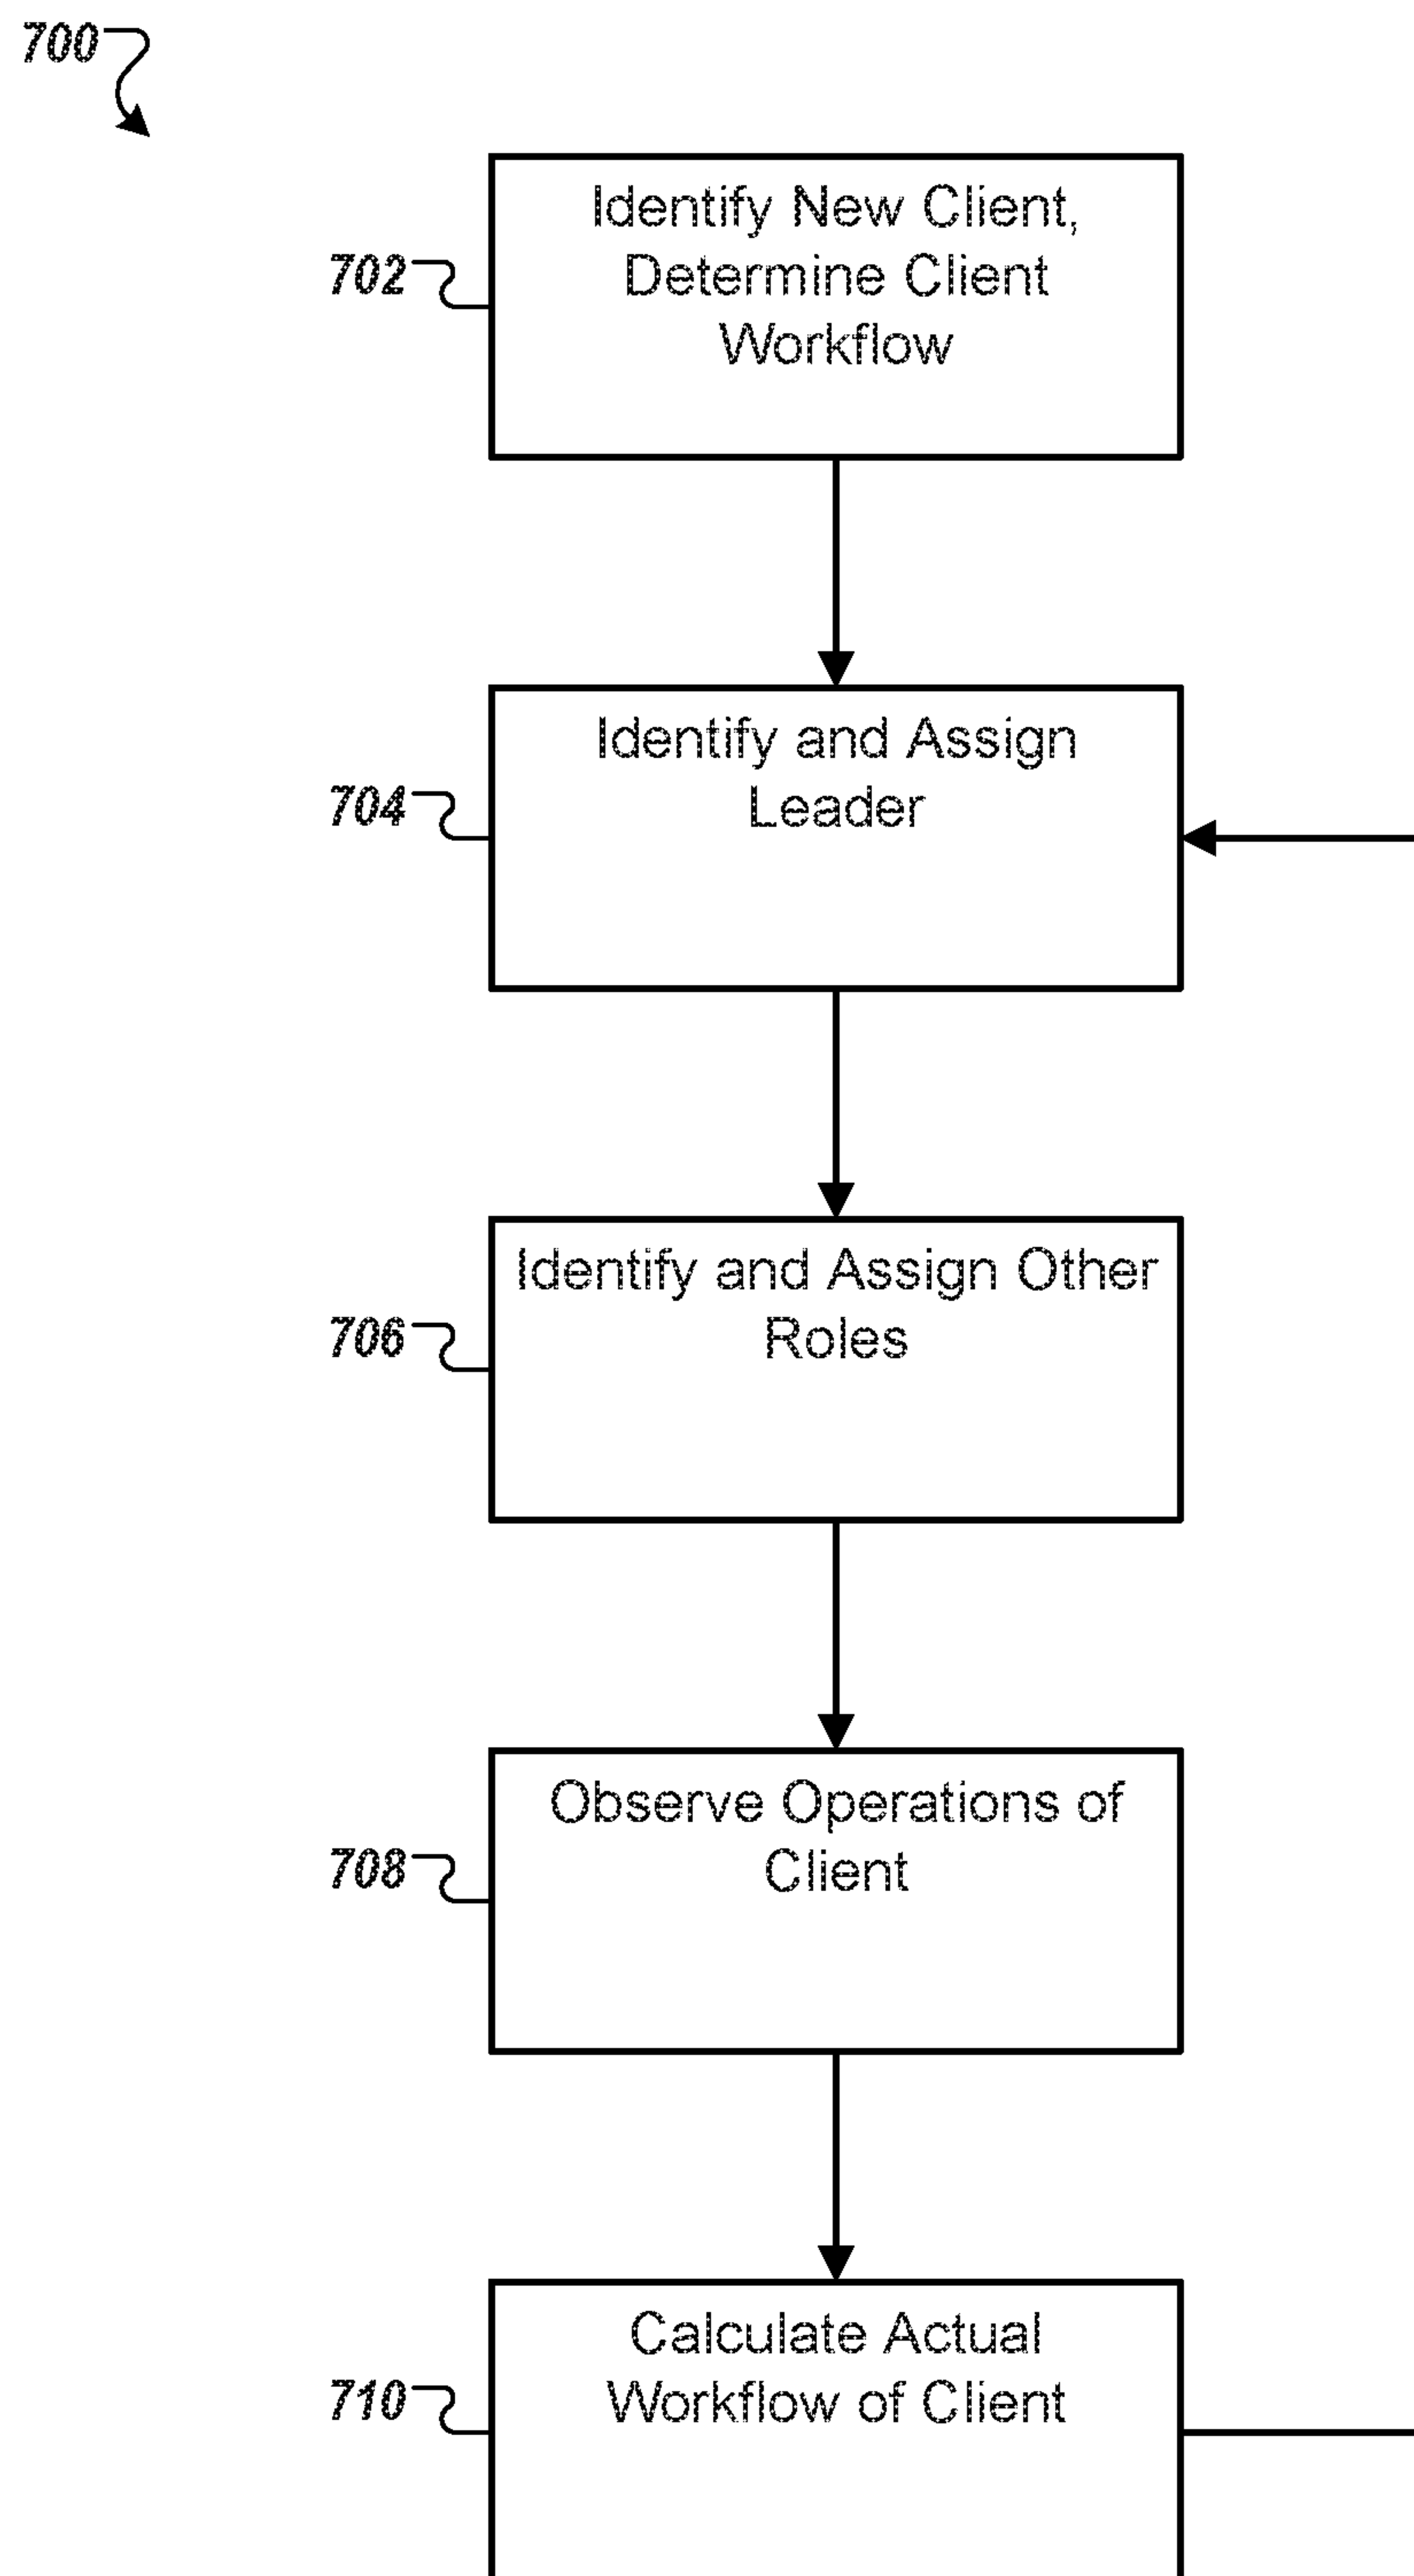 700
702
Identify New Client,
Determine Client
Workflow
704
Identify and Assign
Leader
706
Identify and Assign Other
Roles
708
Observe Operations of
Client
710
Calculate Actual
Workflow of Client